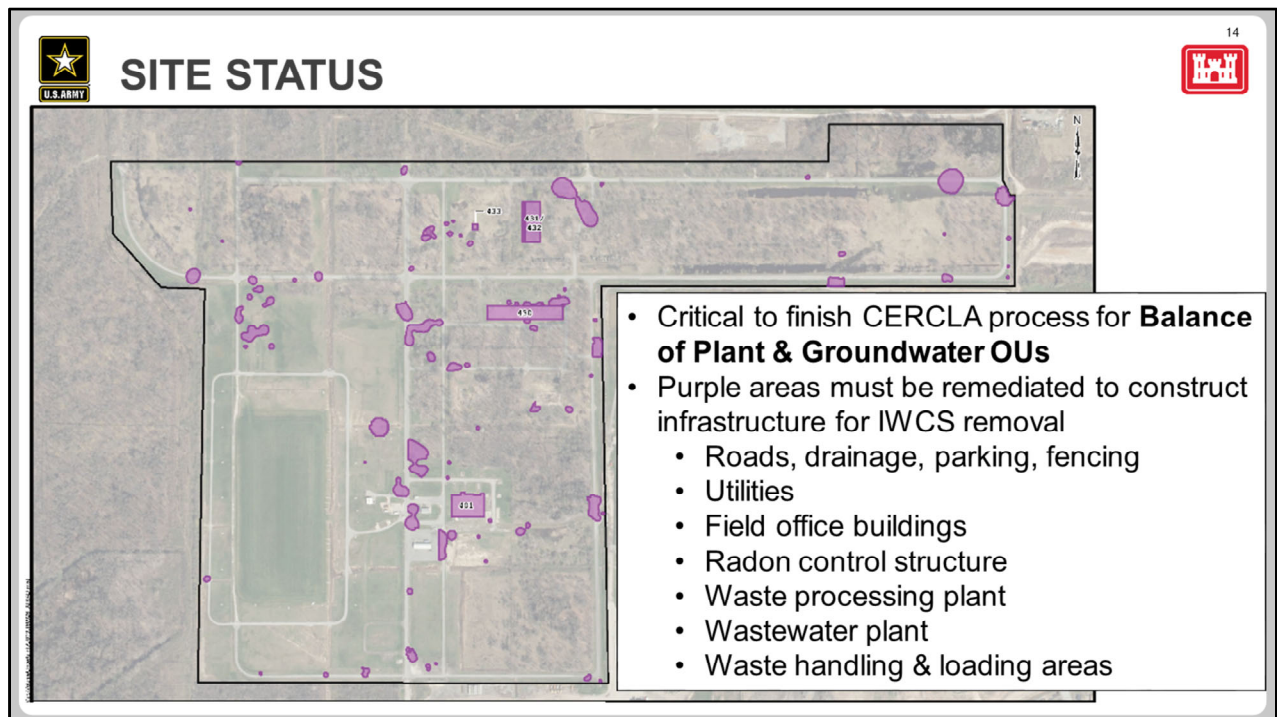 14
U.S.ARMY
SITE STATUS
N
433
432
430
• Critical to finish CERCLA process for Balance
of Plant & Groundwater OUs
• Purple areas must be remediated to construct
infrastructure for IWCS removal
• Roads, drainage, parking, fencing
• Utilities
• Field office buildings
• Radon control structure
• Waste processing plant
• Wastewater plant
• Waste handling & loading areas